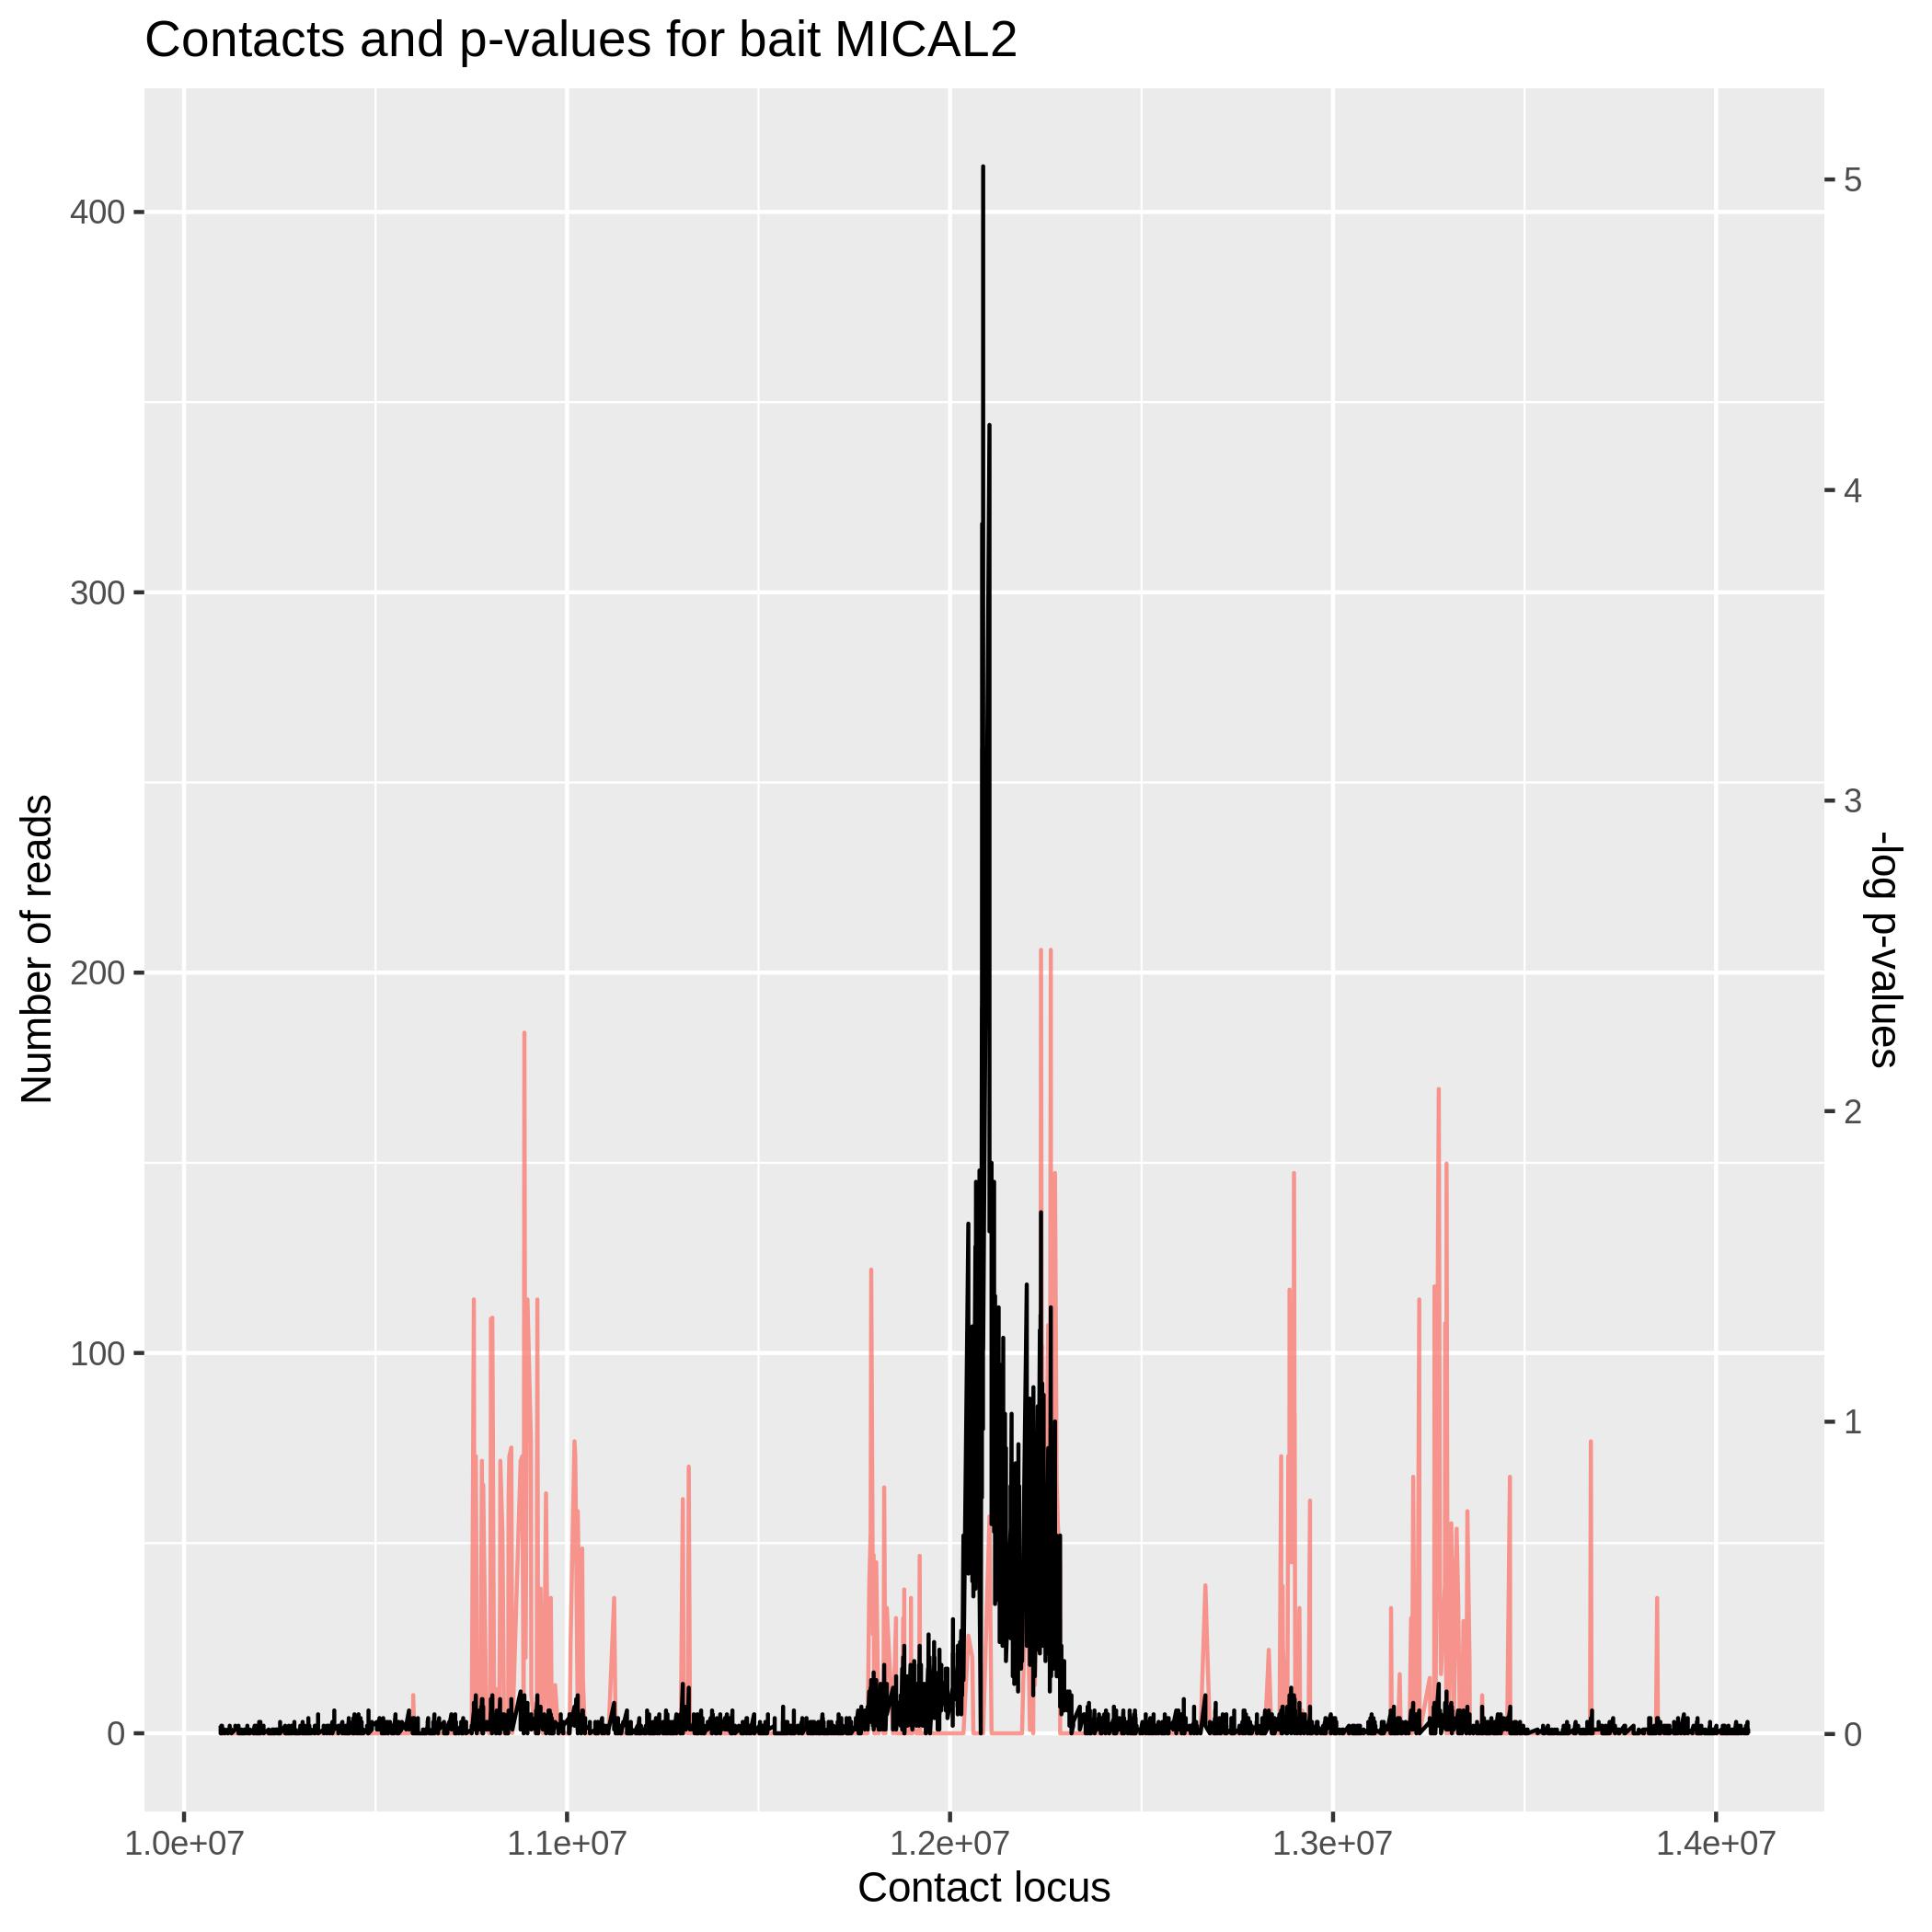 Contacts and p-values for bait MICAL2
400
300
200
100
0
5
4
3
2
1
0
Number of reads
-log p-values
1.0e+07
1.1e+07
1.2e+07
1.3e+07
1.4e+07
Contact locus